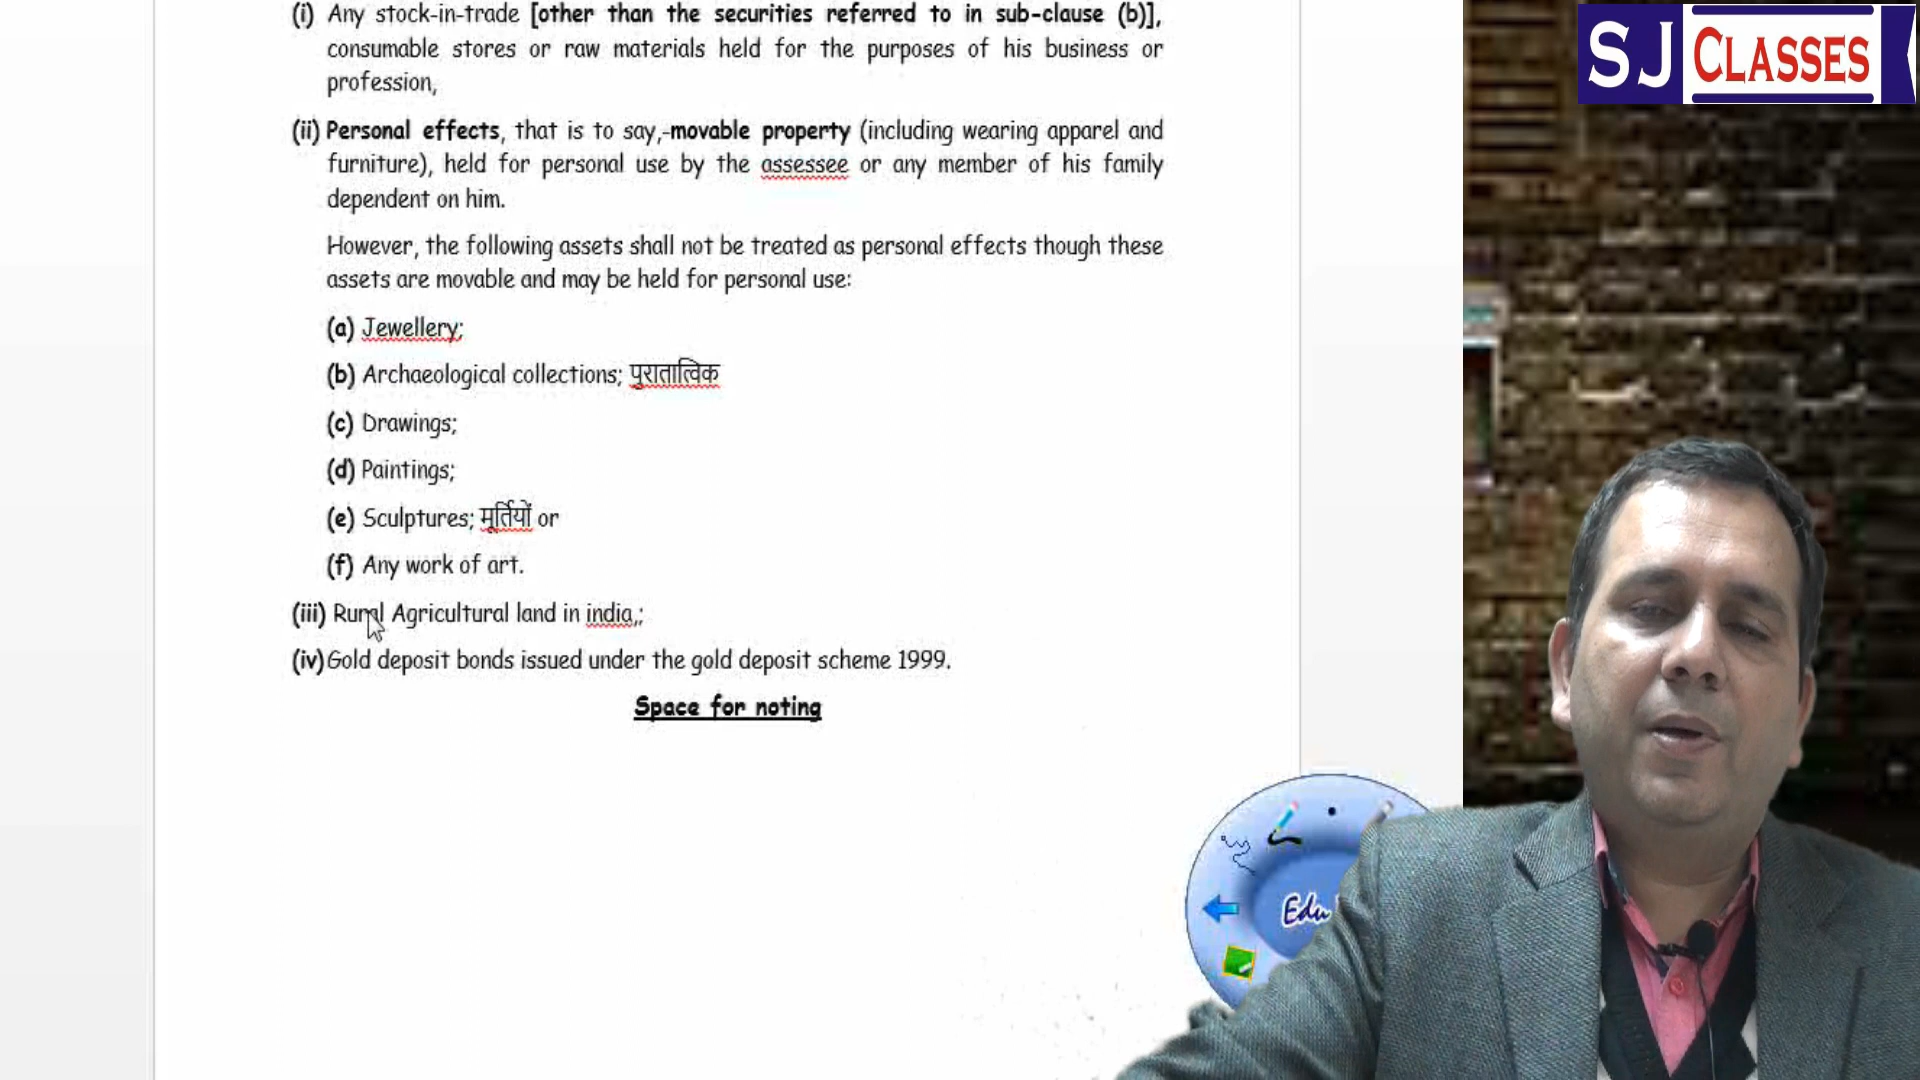 (i) Any stock-in-trade [other than the securities referred to in sub-clause (b)],
consumable stores or raw materials held for the purposes of his business or
profession,
(ii) Personal effects, that is to say,-movable property (including wearing apparel and
furniture), held for personal use by the assessee or any member of his family
dependent on him.
However, the following assets shall not be treated as personal effects though these
assets are movable and may be held for personal use:
(a) Jewellery;
(b) Archaeological collections; पुरातात्विक
(c) Drawings;
(d) Paintings;
(e) Sculptures; मूर्तियों or
(f) Any work of art.
(iii) Rural Agricultural land in india,;
(iv) Gold deposit bonds issued under the gold deposit scheme 1999.
Space for noting
SJ CLASSES
Edu